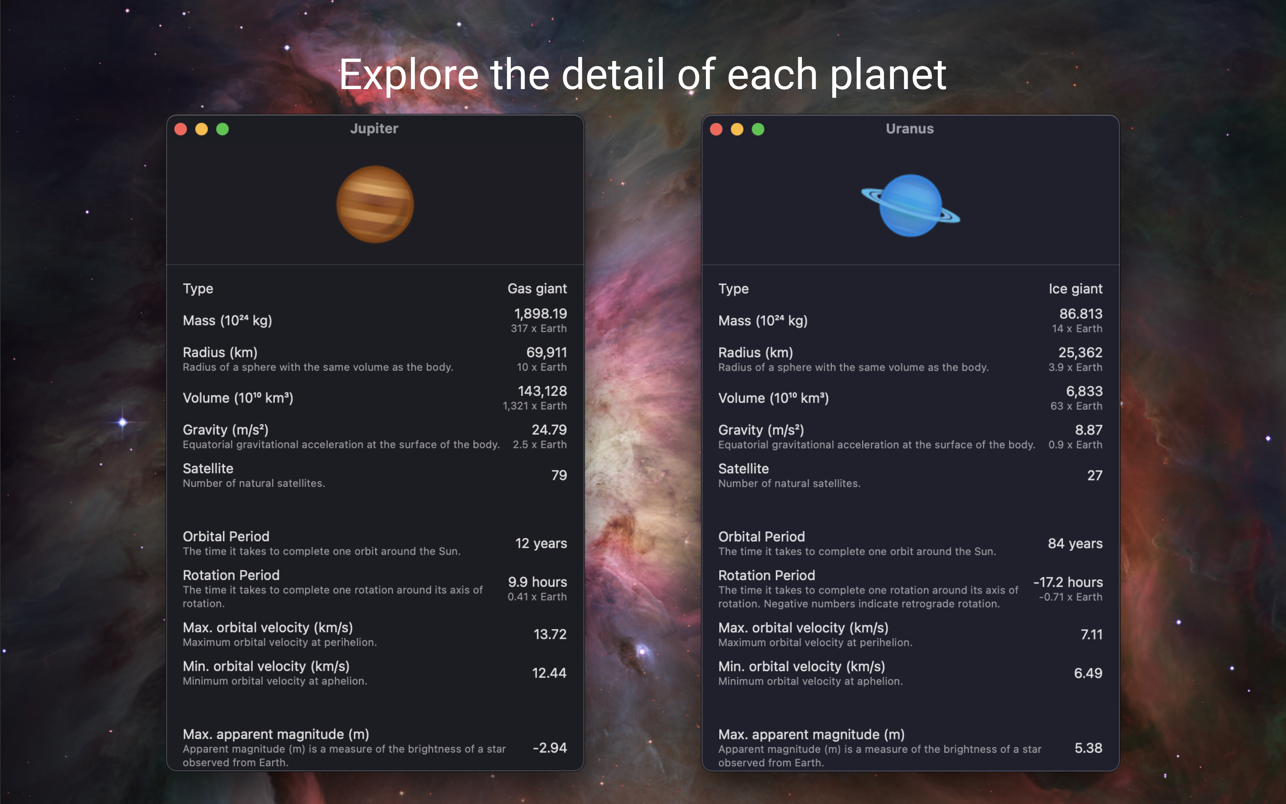 Explore the detail of each planet
Jupiter
Type
Gas giant
Mass (10²⁴ kg)
1,898.19
317 x Earth
Radius (km)
Radius of a sphere with the same volume as the body.
69,911
10 x Earth
Volume (10¹⁰ km³)
143,128
1,321 x Earth
Gravity (m/s²)
Equatorial gravitational acceleration at the surface of the body.
24.79
2.5 x Earth
Satellite
Number of natural satellites.
79
Orbital Period
The time it takes to complete one orbit around the Sun.
12 years
Rotation Period
The time it takes to complete one rotation around its axis of
rotation.
9.9 hours
0.41 x Earth
Max. orbital velocity (km/s)
Maximum orbital velocity at perihelion.
13.72
Min. orbital velocity (km/s)
Minimum orbital velocity at aphelion.
12.44
Max. apparent magnitude (m)
Apparent magnitude (m) is a measure of the brightness of a star
observed from Earth.
-2.94
Uranus
Type
Ice giant
Mass (10²⁴ kg)
86.813
14 x Earth
Radius (km)
Radius of a sphere with the same volume as the body.
25,362
3.9 x Earth
Volume (10¹⁰ km³)
6,833
63 x Earth
Gravity (m/s²)
Equatorial gravitational acceleration at the surface of the body.
8.87
0.9 x Earth
Satellite
Number of natural satellites.
27
Orbital Period
The time it takes to complete one orbit around the Sun.
84 years
Rotation Period
The time it takes to complete one rotation around its axis of
rotation. Negative numbers indicate retrograde rotation.
-17.2 hours
-0.71 x Earth
Max. orbital velocity (km/s)
Maximum orbital velocity at perihelion.
7.11
Min. orbital velocity (km/s)
Minimum orbital velocity at aphelion.
6.49
Max. apparent magnitude (m)
Apparent magnitude (m) is a measure of the brightness of a star
observed from Earth.
5.38